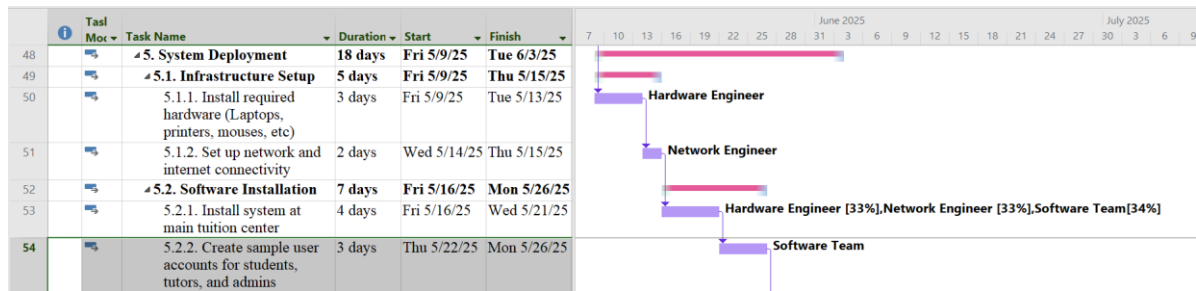 June 2025 July 2025
Task Mode Task Name Duration Start Finish 7 10 13 16 19 22 25 28 31 3 6 9 12 15 18 21 24 27 30 3 6 9
48 5. System Deployment 18 days Fri 5/9/25 Tue 6/3/25
49 5.1. Infrastructure Setup 5 days Fri 5/9/25 Thu 5/15/25
50 5.1.1. Install required 3 days Fri 5/9/25 Tue 5/13/25 Hardware Engineer
hardware (Laptops,
printers, mouses, etc)
51 5.1.2. Set up network and 2 days Wed 5/14/25 Thu 5/15/25 Network Engineer
internet connectivity
52 5.2. Software Installation 7 days Fri 5/16/25 Mon 5/26/25
53 5.2.1. Install system at 4 days Fri 5/16/25 Wed 5/21/25 Hardware Engineer [33%],Network Engineer [33%],Software Team[34%]
main tuition center
54 5.2.2. Create sample user 3 days Thu 5/22/25 Mon 5/26/25 Software Team
accounts for students,
tutors, and admins